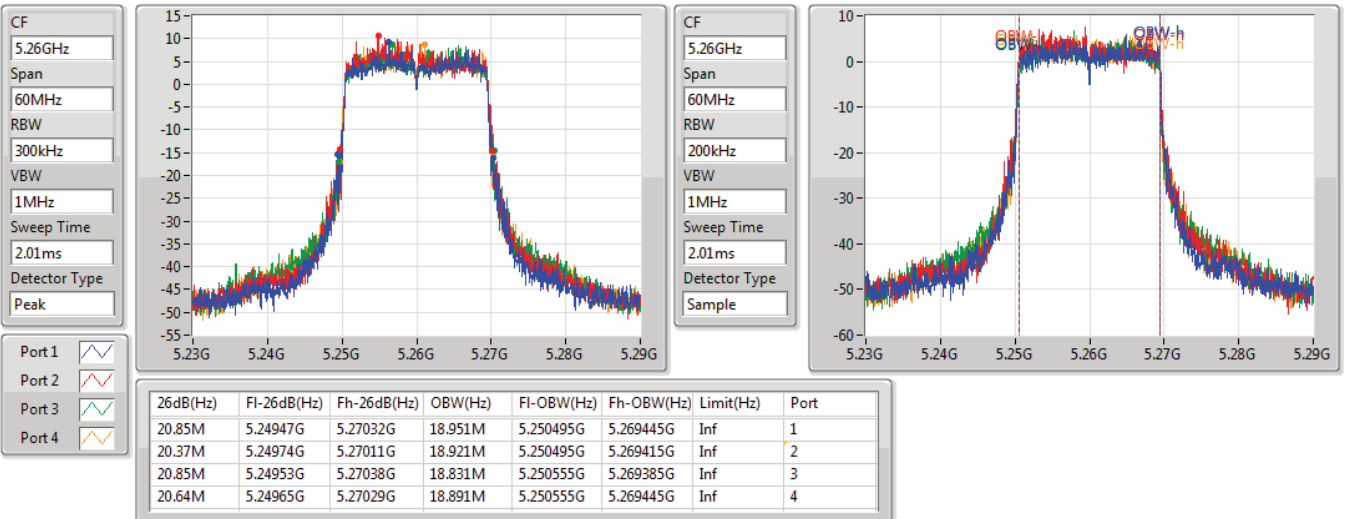 CF
5.26GHz
Span
60MHz
RBW
300kHz
VBW
1MHz
Sweep Time
2.01ms
Detector Type
Peak
15
10
5
0
-5
-10
-15
-20
-25
-30
-35
-40
-45
-50
-55
5.23G 5.24G 5.25G 5.26G 5.27G 5.28G 5.29G
CF
5.26GHz
Span
60MHz
RBW
200kHz
VBW
1MHz
Sweep Time
2.01ms
Detector Type
Sample
10
0
-10
-20
-30
-40
-50
-60
OBW-h
OBW-h
5.23G 5.24G 5.25G 5.26G 5.27G 5.28G 5.29G
Port 1
Port 2
Port 3
Port 4
26dB(Hz) Fl-26dB(Hz) Fh-26dB(Hz) OBW(Hz) Fl-OBW(Hz) Fh-OBW(Hz) Limit(Hz) Port
20.85M 5.24947G 5.27032G 18.951M 5.250495G 5.269445G Inf 1
20.37M 5.24974G 5.27011G 18.921M 5.250495G 5.269415G Inf 2
20.85M 5.24953G 5.27038G 18.831M 5.250555G 5.269385G Inf 3
20.64M 5.24965G 5.27029G 18.891M 5.250555G 5.269445G Inf 4